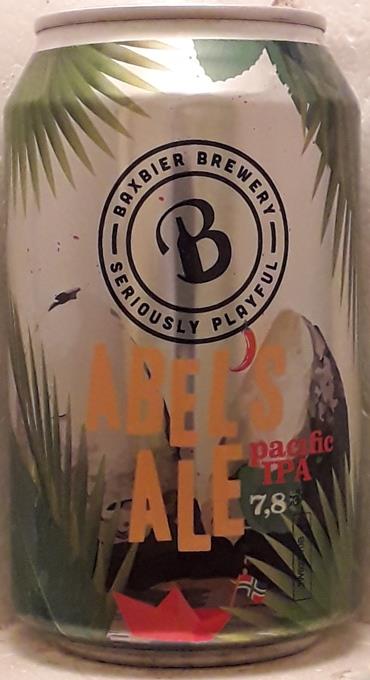 BAXBIER BREWERY
B
SERIOUSLY PLAYFUL
ABEL'S
ALE
pacific
IPA
7,8